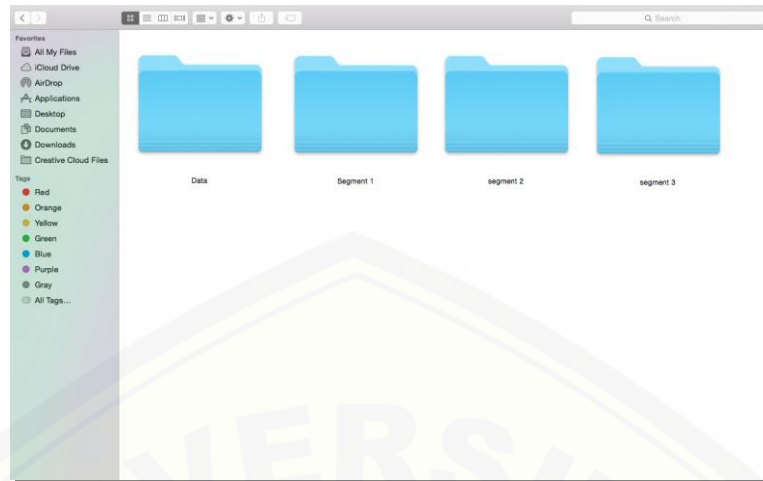 Search
Favorites
All My Files
iCloud Drive
AirDrop
Applications
Desktop
Documents
Downloads
Creative Cloud Files
Tags
Red
Orange
Yellow
Green
Blue
Purple
Gray
All Tags...
Data
Segment 1
segment 2
segment 3
VERSI